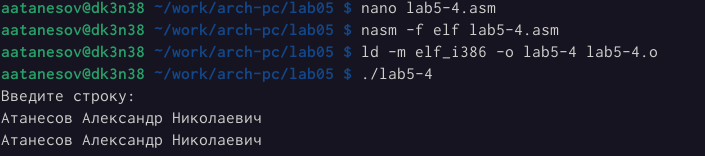 aatanesov@dk3n38 ~/work/arch-pc/lab05 $ nano lab5-4.asm
aatanesov@dk3n38 ~/work/arch-pc/lab05 $ nasm -f elf lab5-4.asm
aatanesov@dk3n38 ~/work/arch-pc/lab05 $ ld -m elf_i386 -o lab5-4 lab5-4.o
aatanesov@dk3n38 ~/work/arch-pc/lab05 $ ./lab5-4
Введите строку:
Атанесов Александр Николаевич
Атанесов Александр Николаевич